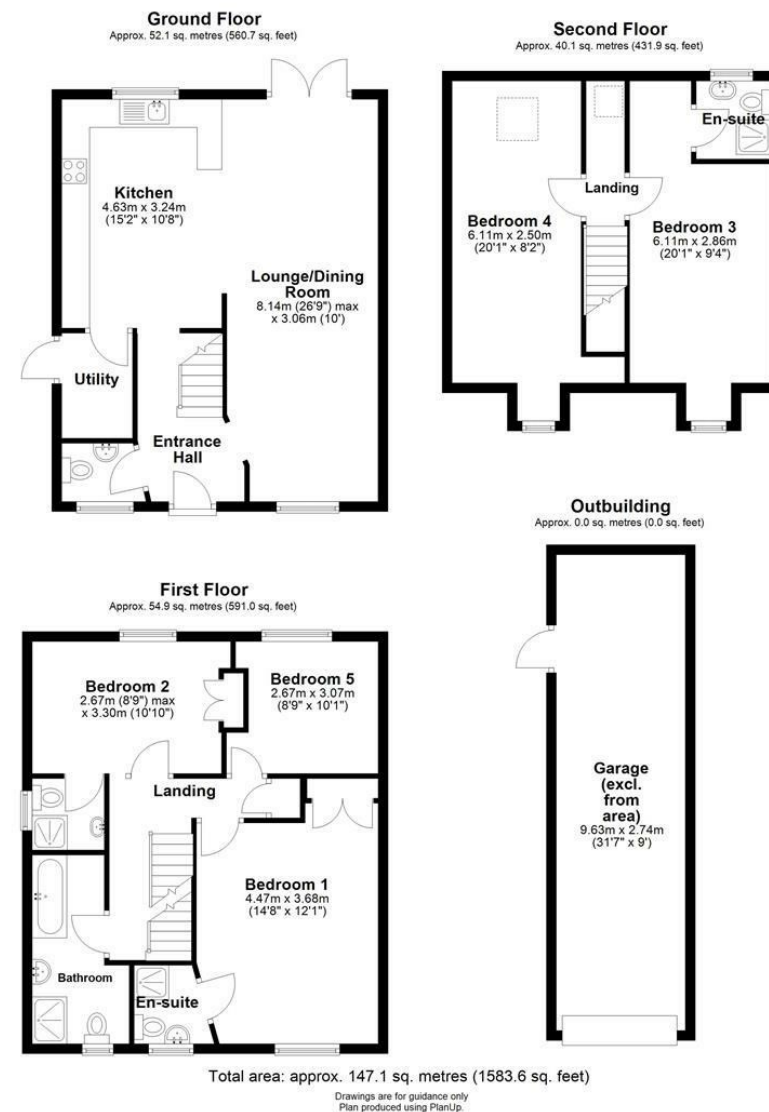 Ground Floor
Approx. 52.1 sq. metres (560.7 sq. feet)
Kitchen
4.63m x 3.24m
(15'2" x 10'8")
Lounge/Dining
Room
8.14m (26'9") max
x 3.06m (10')
Utility
Entrance
Hall
Second Floor
Approx. 40.1 sq. metres (431.9 sq. feet)
En-suite
Landing
Bedroom 4
6.11m x 2.50m
(20'1" x 8'2")
Bedroom 3
6.11m x 2.86m
(20'1" x 9'4")
First Floor
Approx. 54.9 sq. metres (591.0 sq. feet)
Bedroom 2
2.67m (8'9") max
x 3.30m (10'10")
Bedroom 5
2.67m x 3.07m
(8'9" x 10'1")
Landing
Bedroom 1
4.47m x 3.68m
(14'8" x 12'1")
Bathroom
En-suite
Outbuilding
Approx. 0.0 sq. metres (0.0 sq. feet)
Garage
(excl.
from
area)
9.63m x 2.74m
(31'7" x 9')
Total area: approx. 147.1 sq. metres (1583.6 sq. feet)
Drawings are for guidance only
Plan produced using PlanUp.